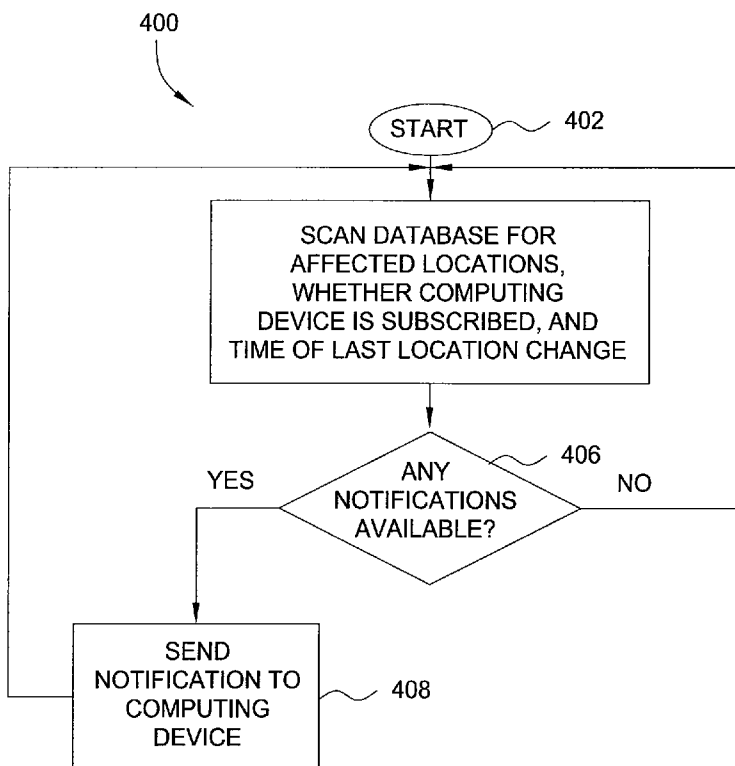 400
START
402
SCAN DATABASE FOR
AFFECTED LOCATIONS,
WHETHER COMPUTING
DEVICE IS SUBSCRIBED, AND
TIME OF LAST LOCATION CHANGE
406
YES
ANY
NOTIFICATIONS
AVAILABLE?
NO
SEND
NOTIFICATION TO
COMPUTING
DEVICE
408